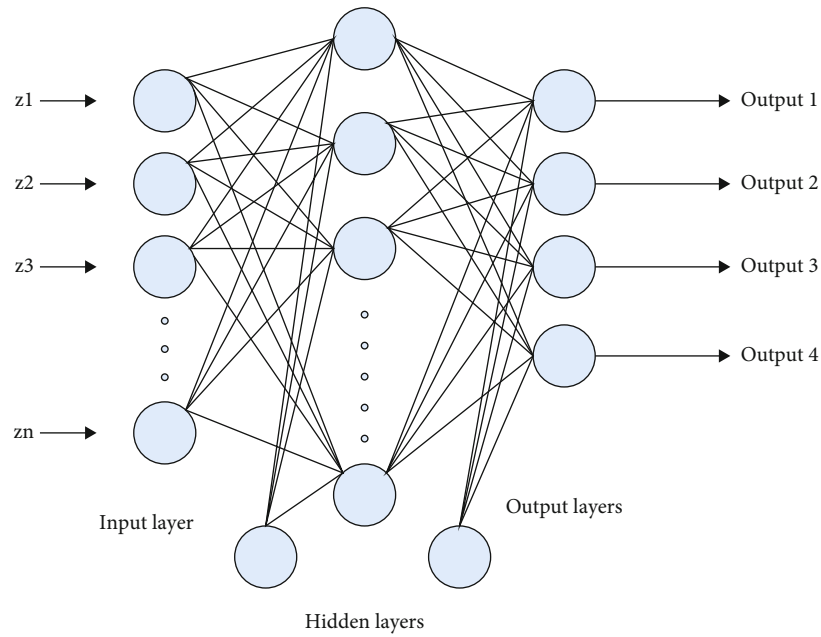 z1
z2
z3
zn
Output 1
Output 2
Output 3
Output 4
Input layer
Output layers
Hidden layers